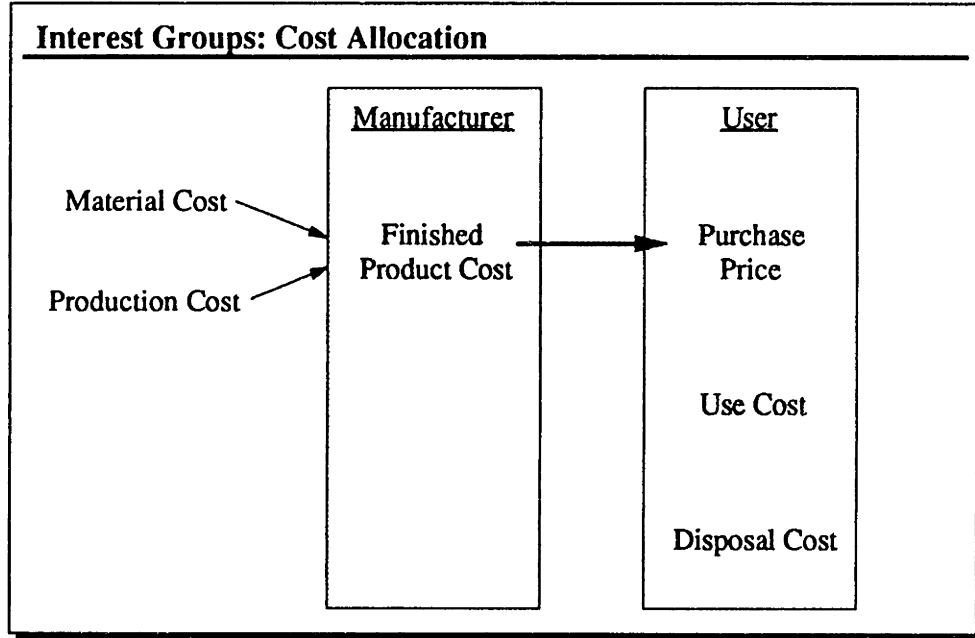 Interest Groups: Cost Allocation
Manufacturer
User
Material Cost
Finished
Product Cost
Purchase
Price
Production Cost
Use Cost
Disposal Cost